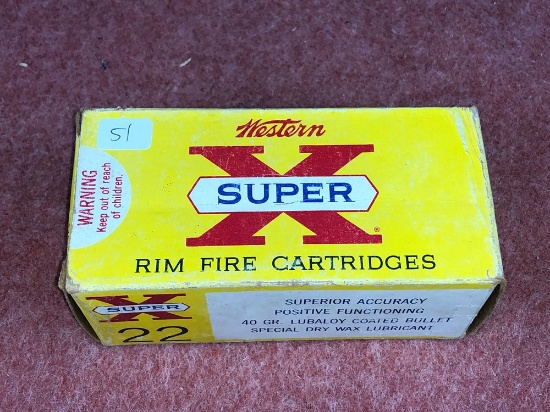 51
Western
X
SUPER
®
RIM FIRE CARTRIDGES
WARNING
Keep out of reach
of children.
X
SUPER
22
SUPERIOR ACCURACY
POSITIVE FUNCTIONING
40 GR. LUBALOY COATED BULLET
SPECIAL DRY WAX LUBRICANT